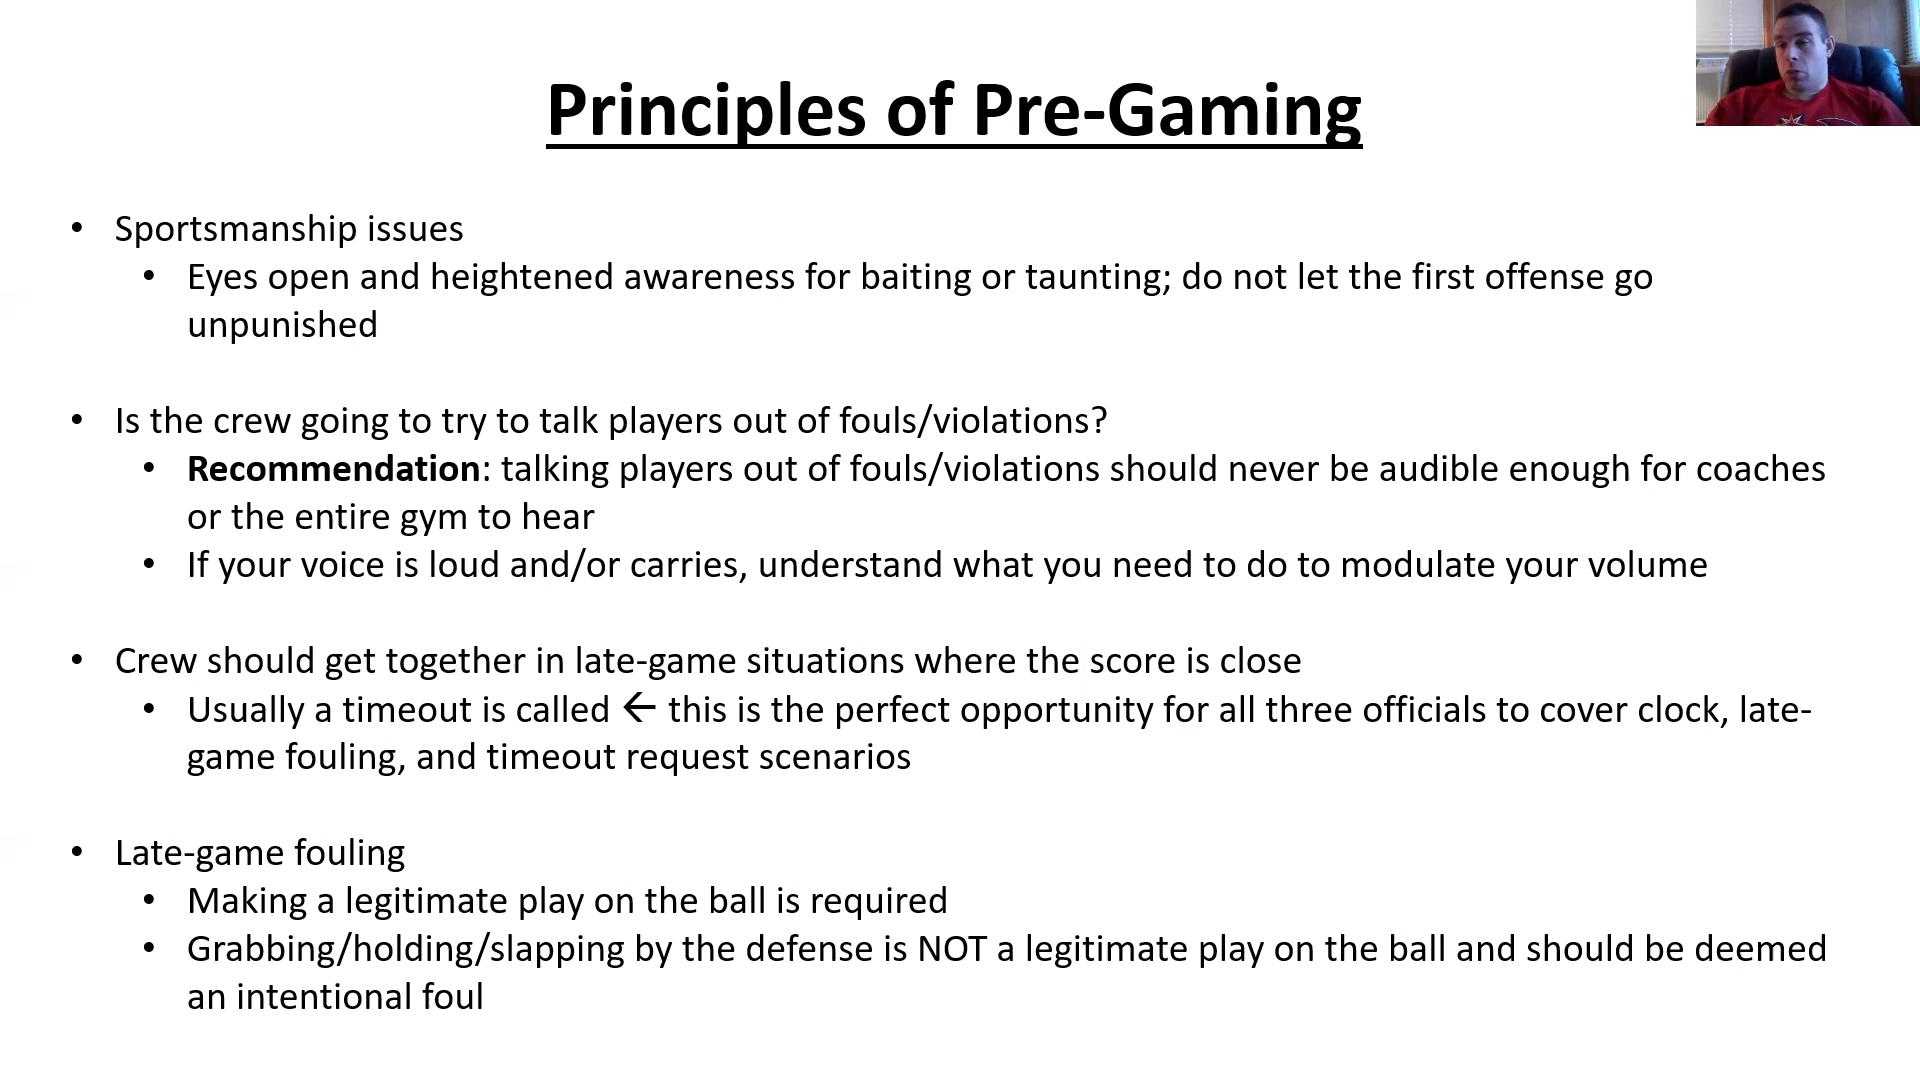 Principles of Pre-Gaming
• Sportsmanship issues
• Eyes open and heightened awareness for baiting or taunting; do not let the first offense go
unpunished
• Is the crew going to try to talk players out of fouls/violations?
• Recommendation: talking players out of fouls/violations should never be audible enough for coaches
or the entire gym to hear
• If your voice is loud and/or carries, understand what you need to do to modulate your volume
• Crew should get together in late-game situations where the score is close
• Usually a timeout is called ← this is the perfect opportunity for all three officials to cover clock, late-
game fouling, and timeout request scenarios
• Late-game fouling
• Making a legitimate play on the ball is required
• Grabbing/holding/slapping by the defense is NOT a legitimate play on the ball and should be deemed
an intentional foul